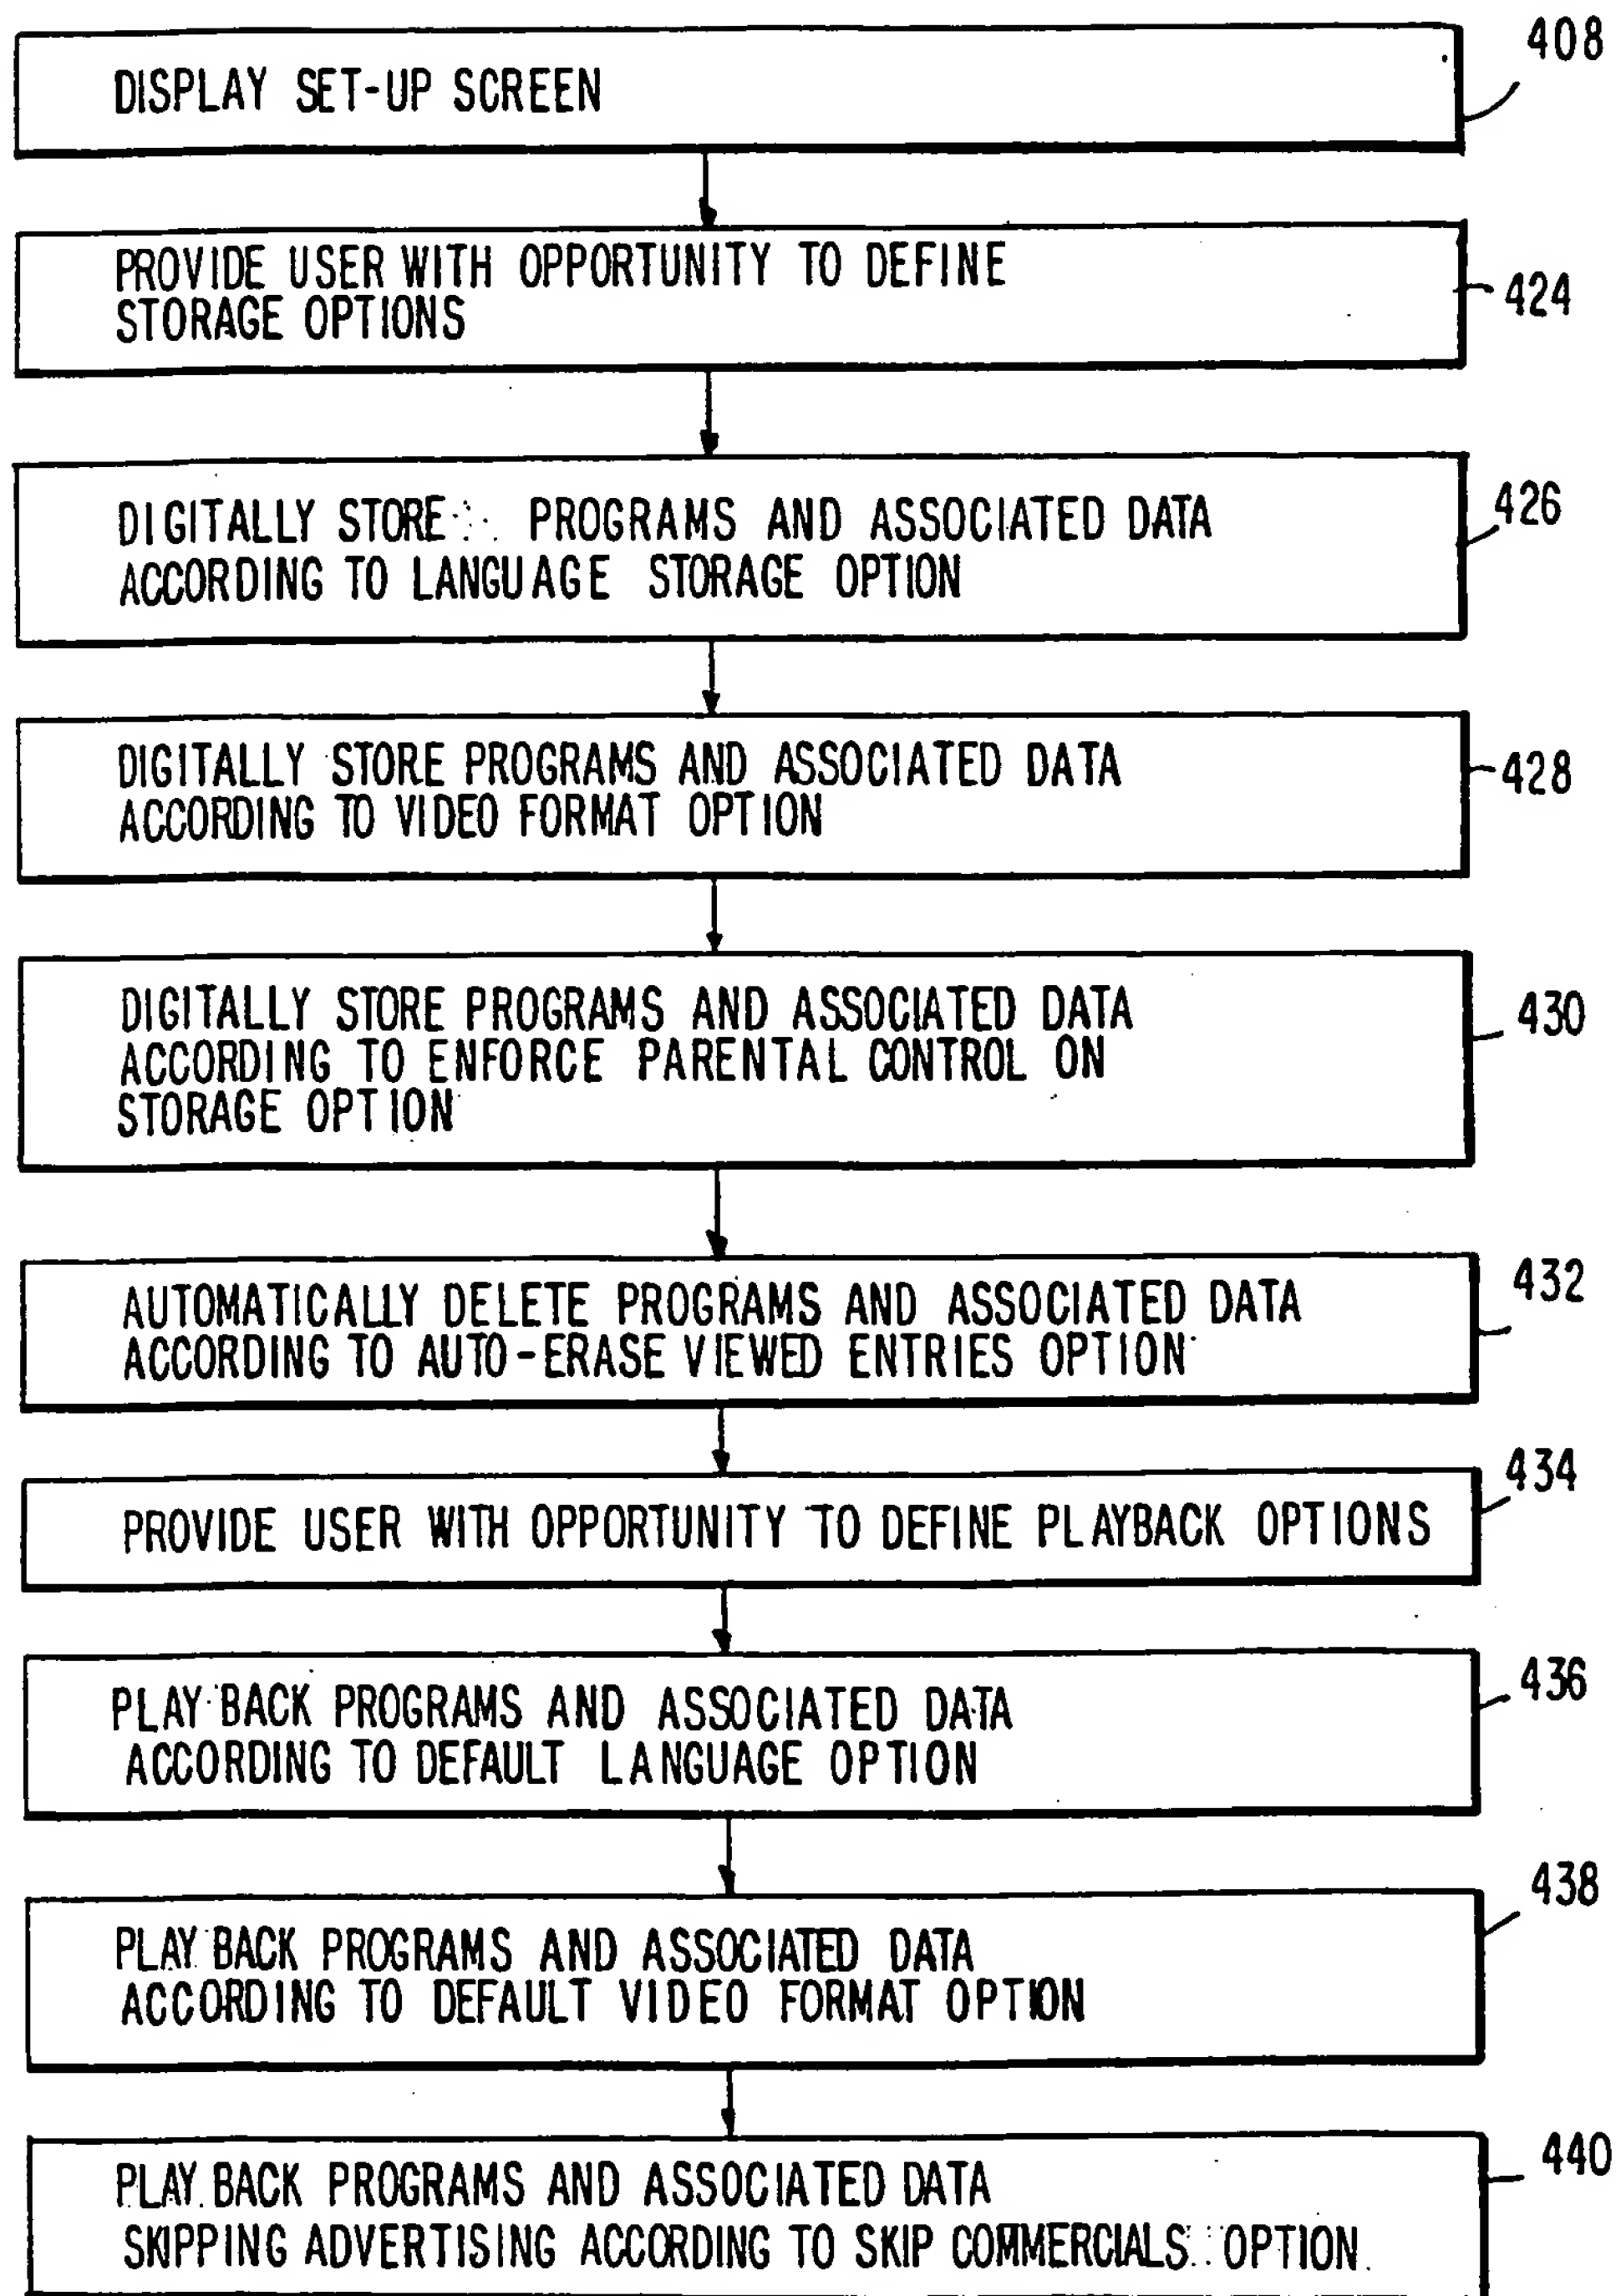 DISPLAY SET-UP SCREEN
408
PROVIDE USER WITH OPPORTUNITY TO DEFINE
STORAGE OPTIONS
424
DIGITALLY STORE PROGRAMS AND ASSOCIATED DATA
ACCORDING TO LANGUAGE STORAGE OPTION
426
DIGITALLY STORE PROGRAMS AND ASSOCIATED DATA
ACCORDING TO VIDEO FORMAT OPTION
428
DIGITALLY STORE PROGRAMS AND ASSOCIATED DATA
ACCORDING TO ENFORCE PARENTAL CONTROL ON
STORAGE OPTION
430
AUTOMATICALLY DELETE PROGRAMS AND ASSOCIATED DATA
ACCORDING TO AUTO-ERASE VIEWED ENTRIES OPTION
432
PROVIDE USER WITH OPPORTUNITY TO DEFINE PLAYBACK OPTIONS
434
PLAY BACK PROGRAMS AND ASSOCIATED DATA
ACCORDING TO DEFAULT LANGUAGE OPTION
436
PLAY BACK PROGRAMS AND ASSOCIATED DATA
ACCORDING TO DEFAULT VIDEO FORMAT OPTION
438
PLAY BACK PROGRAMS AND ASSOCIATED DATA
SKIPPING ADVERTISING ACCORDING TO SKIP COMMERCIALS OPTION
440